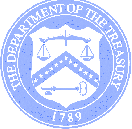 THE DEPARTMENT OF THE TREASURY
1789